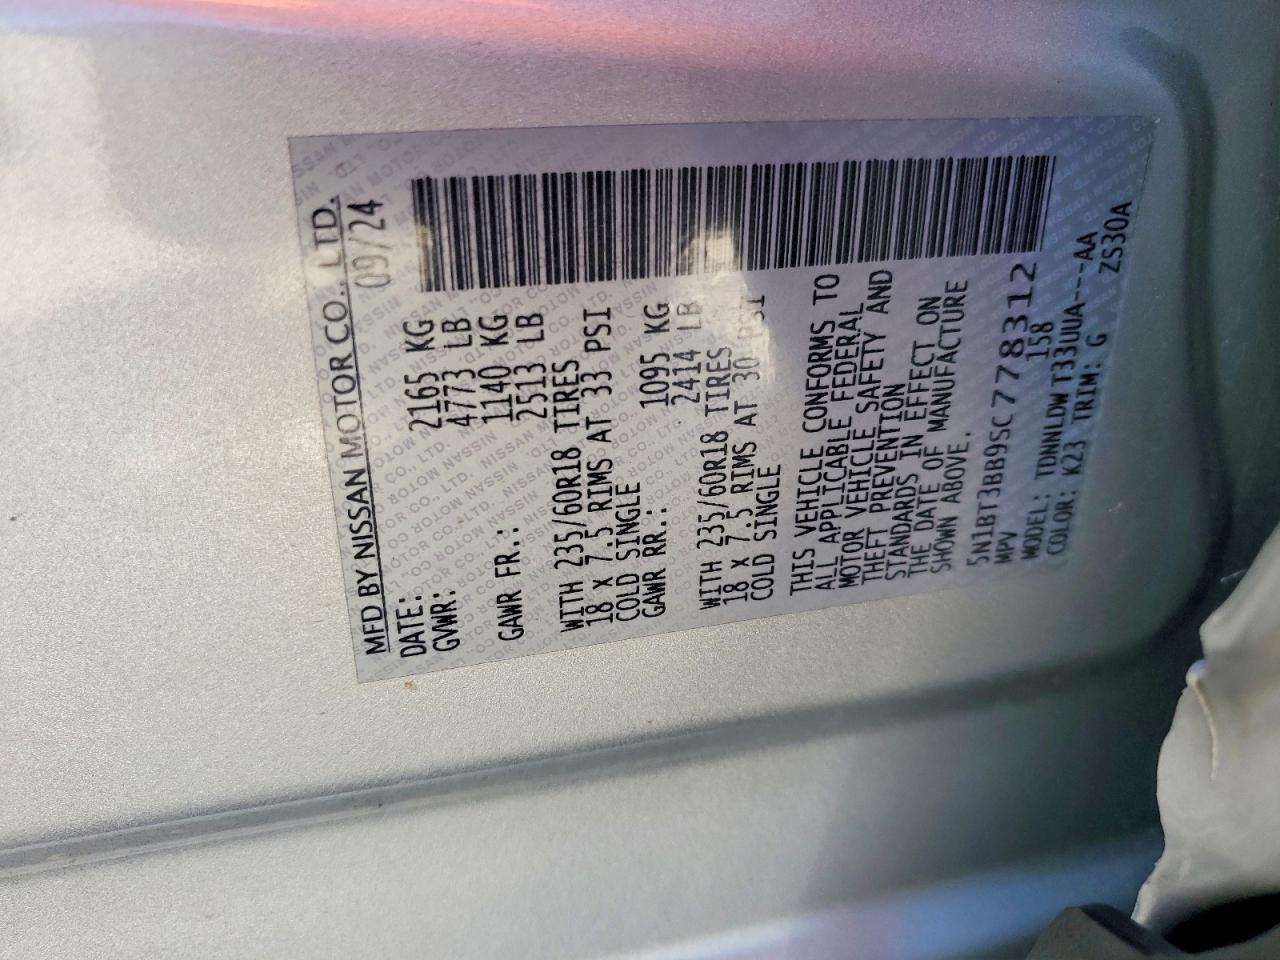 MFD BY NISSAN MOTOR CO., LTD.
DATE: 09/24
GVWR: 2165 KG
4773 LB
GAWR FR.: 1140 KG
2513 LB
WITH 235/60R18 TIRES
18 X 7.5 RIMS AT 33 PSI
COLD SINGLE
GAWR RR.: 1095 KG
2414 LB
WITH 235/60R18 TIRES
18 X 7.5 RIMS AT 30 PSI
COLD SINGLE
THIS VEHICLE CONFORMS TO
ALL APPLICABLE FEDERAL
MOTOR VEHICLE SAFETY AND
THEFT PREVENTION
STANDARDS IN EFFECT ON
THE DATE OF MANUFACTURE
SHOWN ABOVE.
5N1BT3BB9SC778312
MPV 158
MODEL: TDNNLDW T33UUA---AA
COLOR: K23 TRIM: G ZS30A